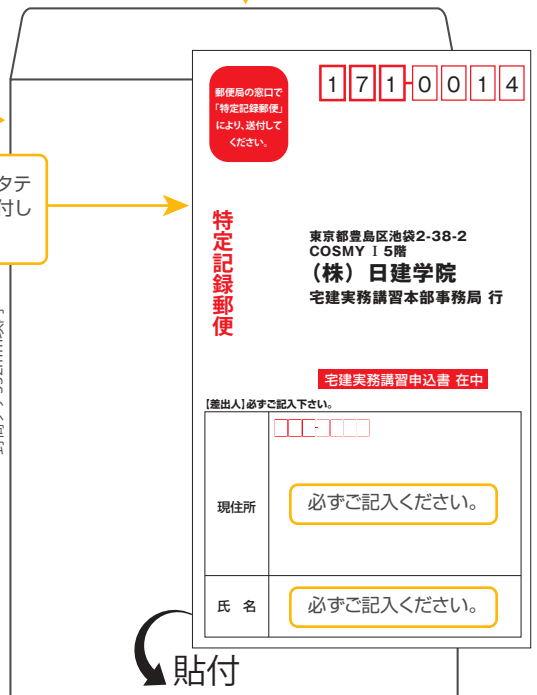 郵便局の窓口で
「特定記録郵便」
により、送付して
ください。
171-0014
タテ
付し
特定記録郵便
東京都豊島区池袋2-38-2
COSMY Ⅰ 5階
（株）日建学院
宅建実務講習本部事務局 行
宅建実務講習申込書 在中
【差出人】必ずご記入下さい。
現住所
必ずご記入ください。
氏 名
必ずご記入ください。
貼付